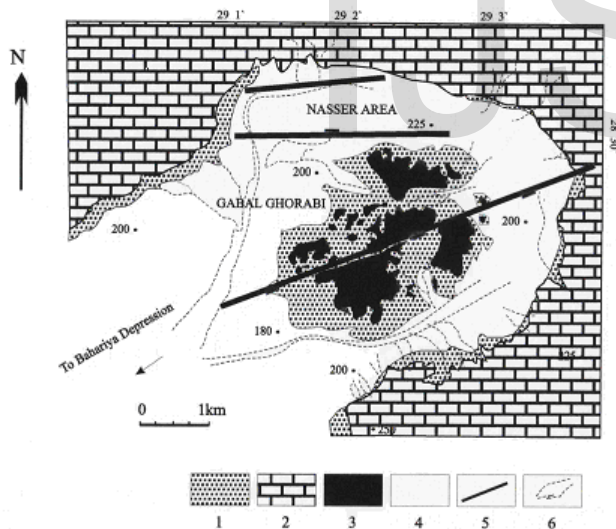 29 1' 29 2' 29 3'
N
NASSER AREA
225
28 30'
200
GABAL GHORABI
200
200
To Bahariya Depression
180
200
0 1km
1 2 3 4 5 6